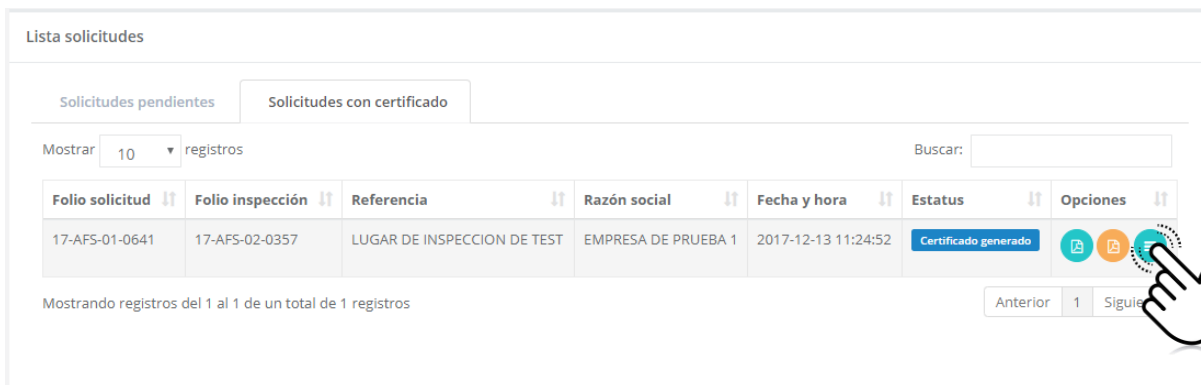 Lista solicitudes
Solicitudes pendientes Solicitudes con certificado
Mostrar 10 registros Buscar:
Folio solicitud Folio inspección Referencia Razón social Fecha y hora Estatus Opciones
17-AFS-01-0641 17-AFS-02-0357 LUGAR DE INSPECCION DE TEST EMPRESA DE PRUEBA 1 2017-12-13 11:24:52 Certificado generado
Mostrando registros del 1 al 1 de un total de 1 registros Anterior 1